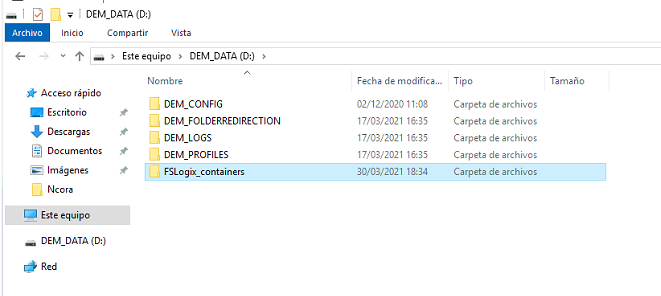 DEM_DATA (D:)
Archivo Inicio Compartir Vista
Este equipo > DEM_DATA (D:) >
Nombre Fecha de modifica... Tipo Tamaño
Acceso rápido
Escritorio
Descargas
Documentos
Imágenes
Ncora
Este equipo
DEM_DATA (D:)
Red
DEM_CONFIG 02/12/2020 11:08 Carpeta de archivos
DEM_FOLDERREDIRECTION 17/03/2021 16:35 Carpeta de archivos
DEM_LOGS 17/03/2021 16:35 Carpeta de archivos
DEM_PROFILES 17/03/2021 16:35 Carpeta de archivos
FSLogix_containers 30/03/2021 18:34 Carpeta de archivos